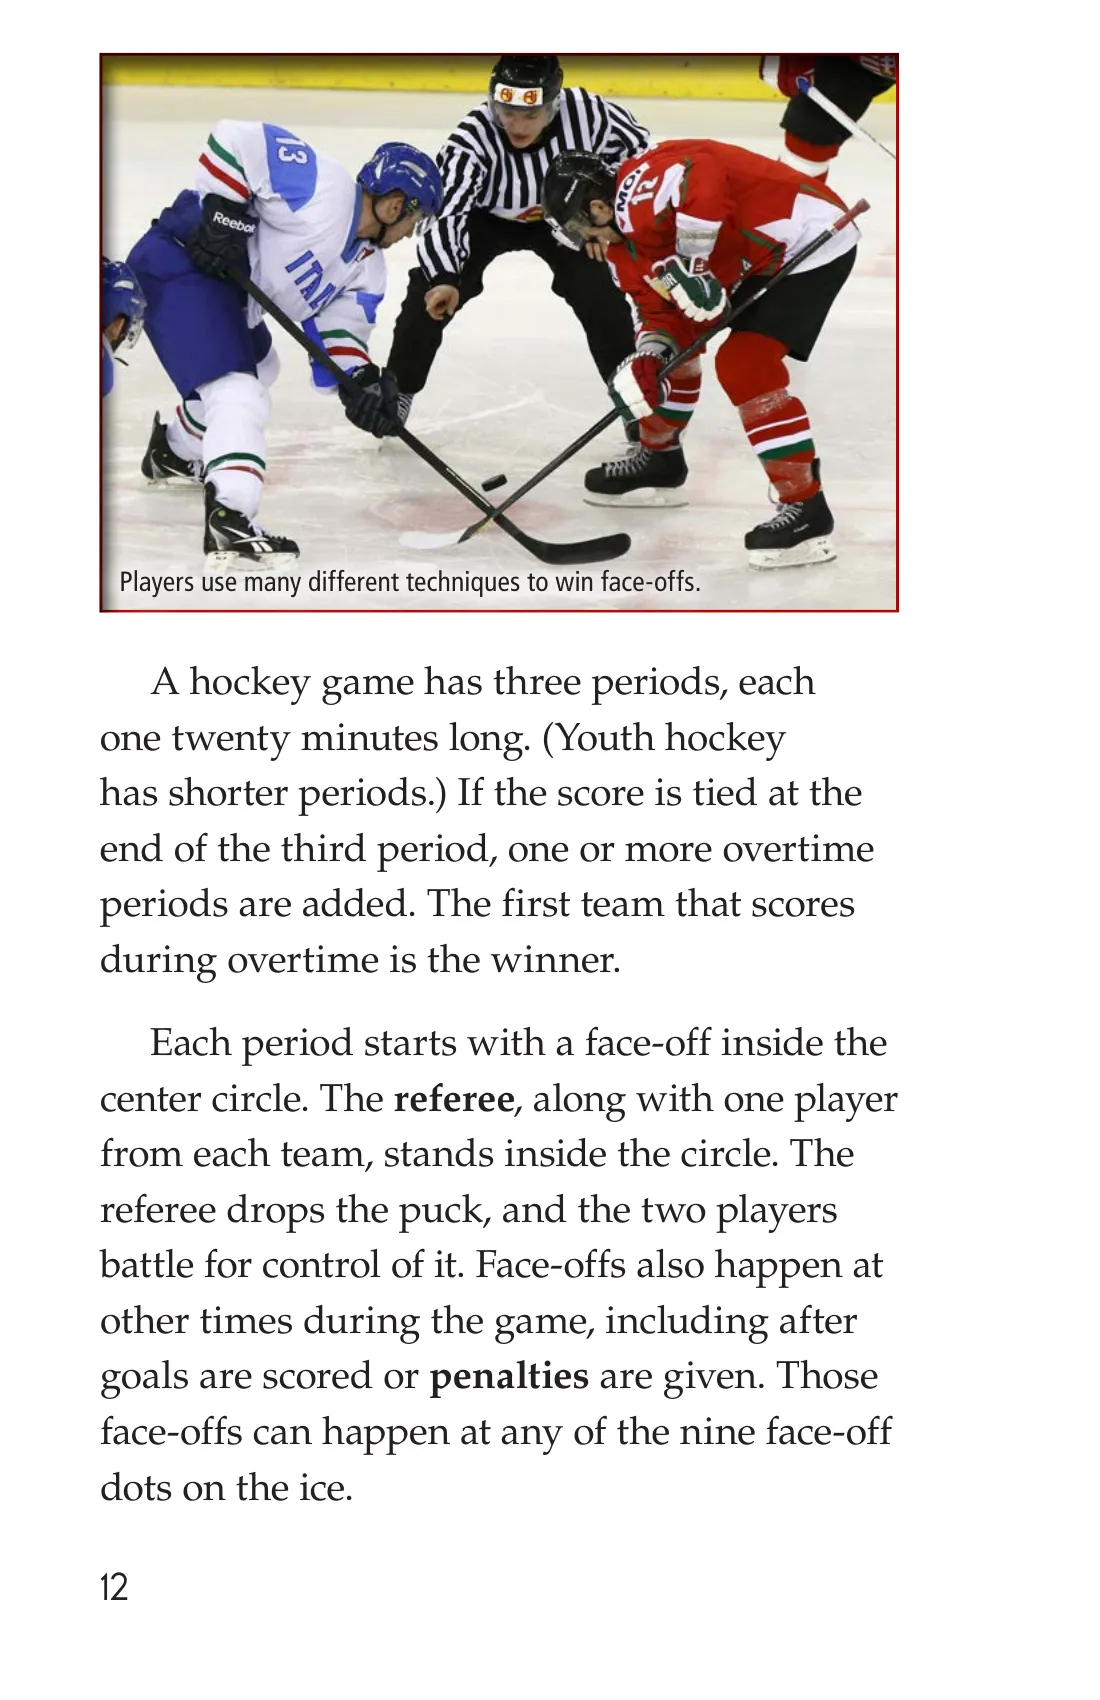 13
Reebok
ITALI
MOL
12
Players use many different techniques to win face-offs.
A hockey game has three periods, each
one twenty minutes long. (Youth hockey
has shorter periods.) If the score is tied at the
end of the third period, one or more overtime
periods are added. The first team that scores
during overtime is the winner.
Each period starts with a face-off inside the
center circle. The referee, along with one player
from each team, stands inside the circle. The
referee drops the puck, and the two players
battle for control of it. Face-offs also happen at
other times during the game, including after
goals are scored or penalties are given. Those
face-offs can happen at any of the nine face-off
dots on the ice.
12